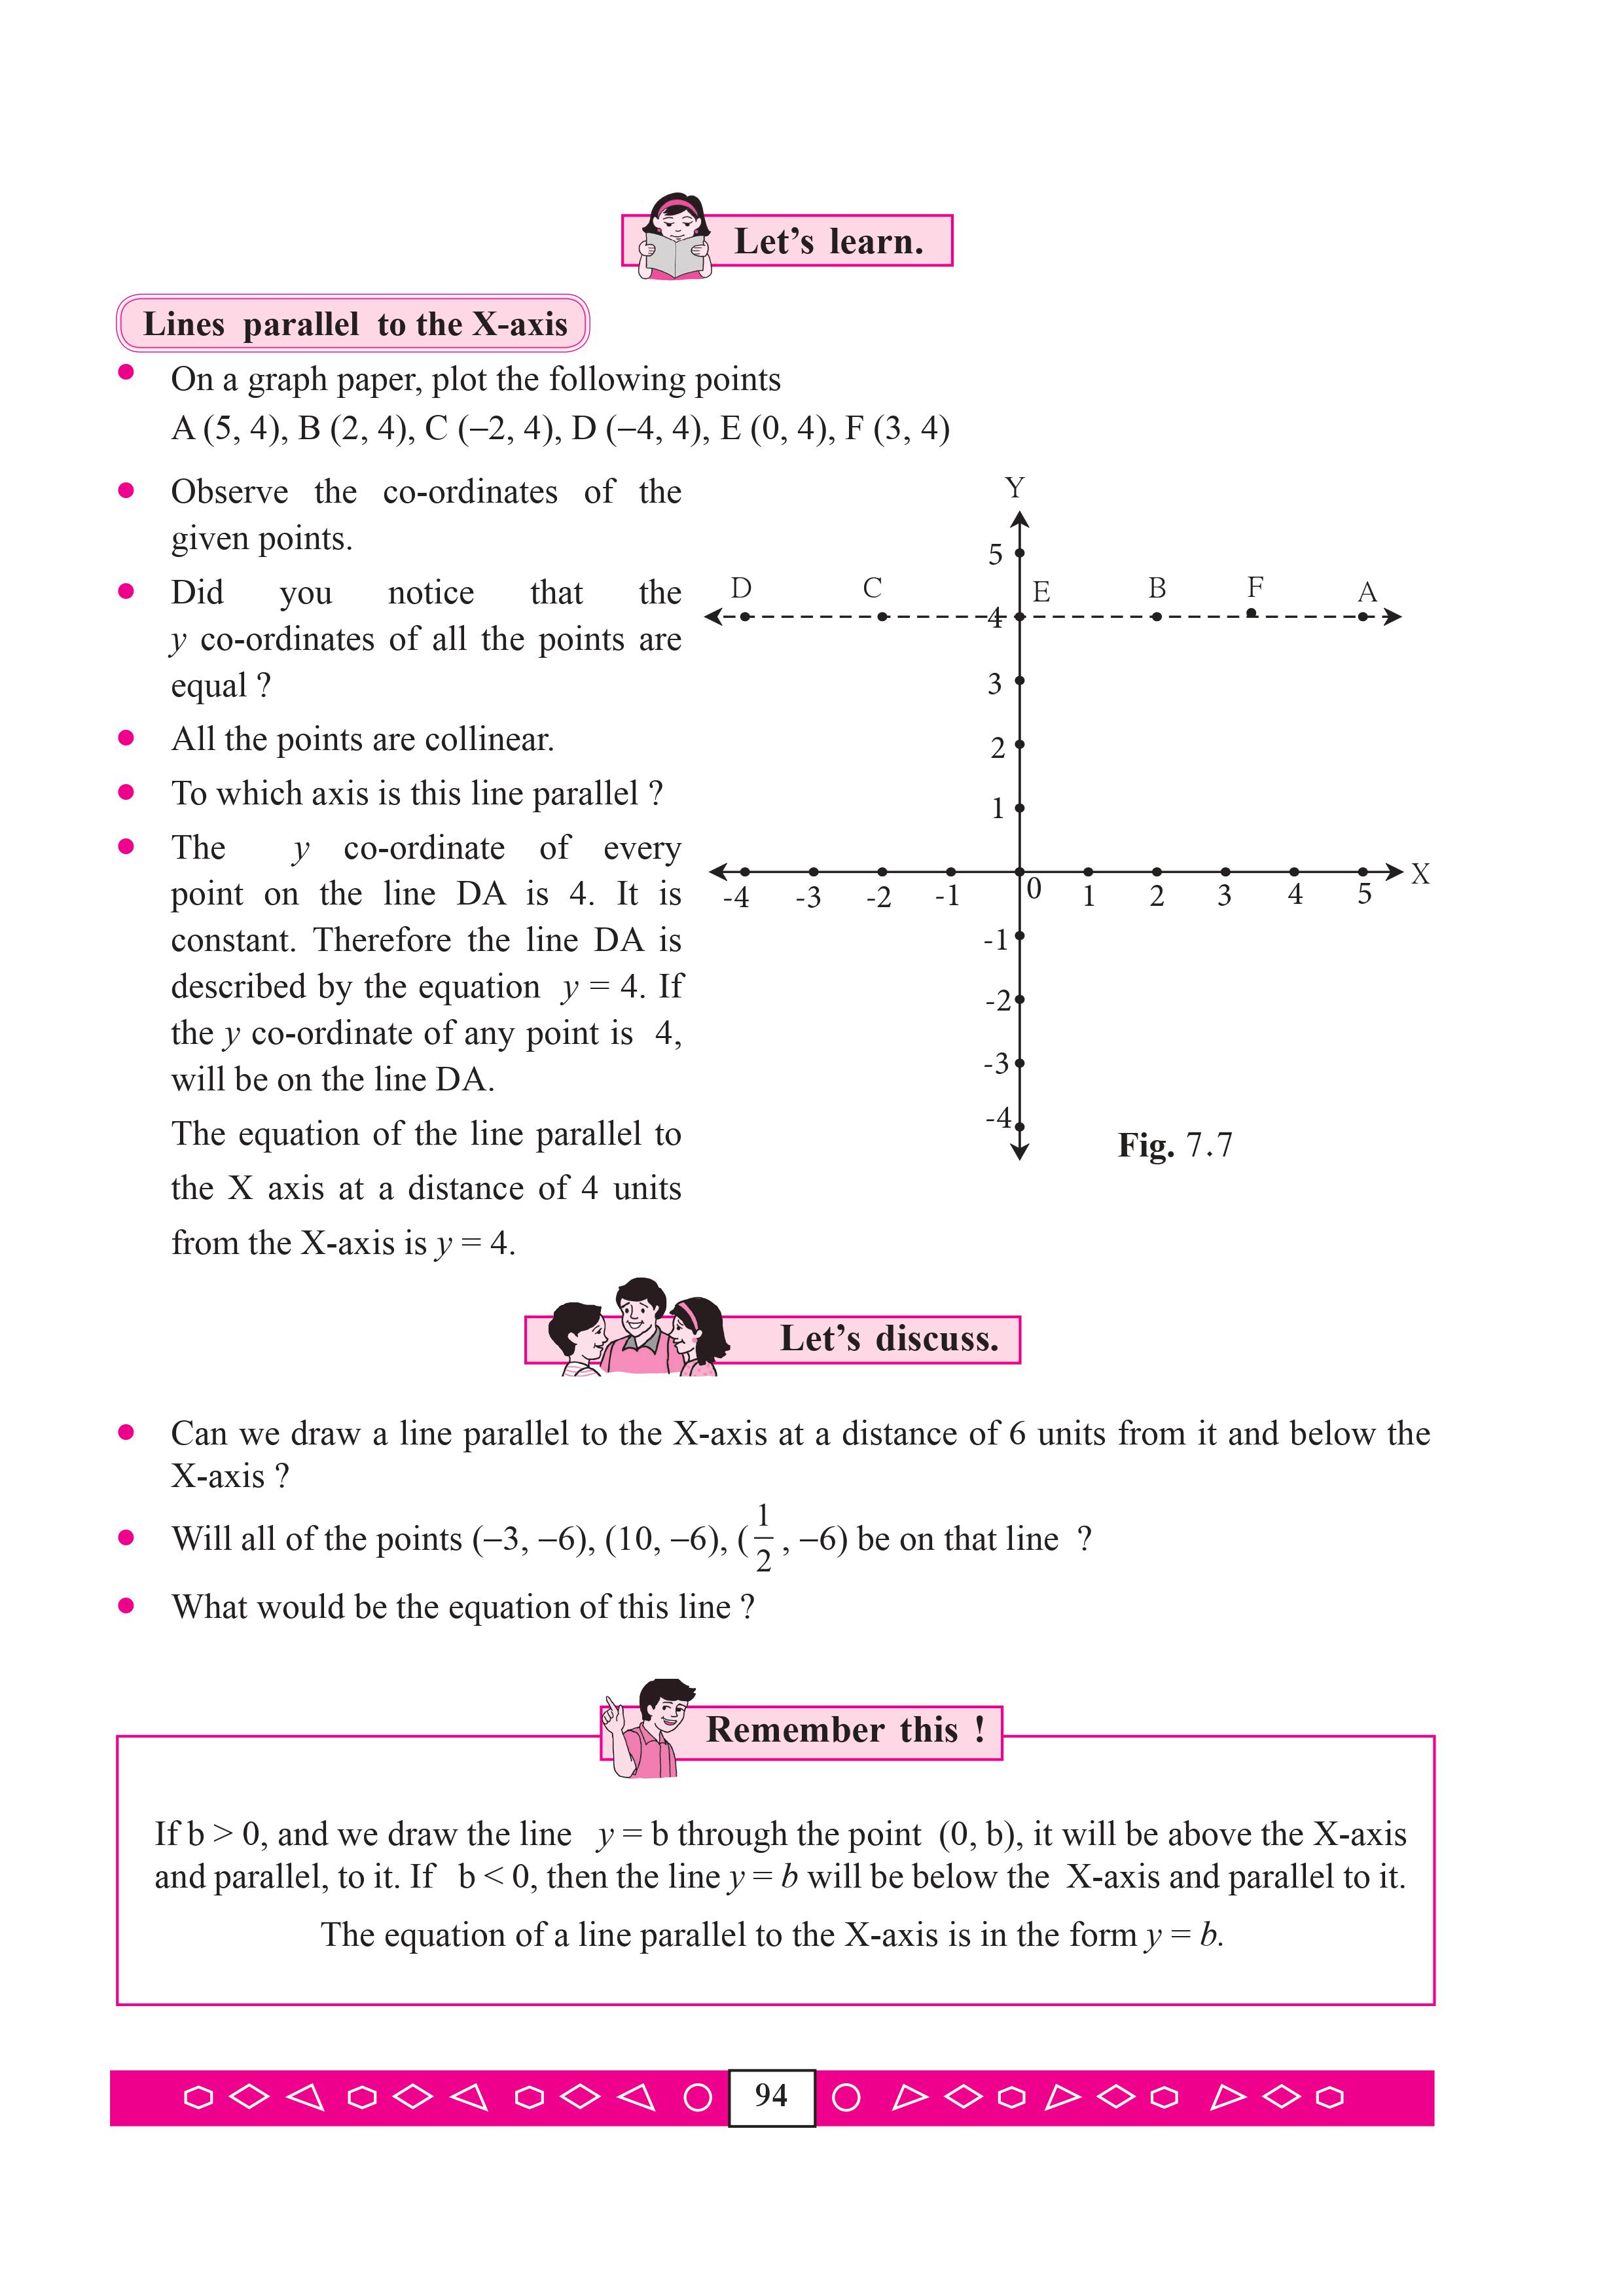 Let’s learn.
Lines parallel to the X-axis
On a graph paper, plot the following points
A (5, 4), B (2, 4), C (–2, 4), D (–4, 4), E (0, 4), F (3, 4)
Observe the co-ordinates of the
given points.
Did you notice that the
y co-ordinates of all the points are
equal ?
All the points are collinear.
To which axis is this line parallel ?
The y co-ordinate of every
point on the line DA is 4. It is
constant. Therefore the line DA is
described by the equation y = 4. If
the y co-ordinate of any point is 4,
will be on the line DA.
The equation of the line parallel to
the X axis at a distance of 4 units
from the X-axis is y = 4.
Y
5
D C E B F A
4
3
2
1
X
-4 -3 -2 -1 0 1 2 3 4 5
-1
-2
-3
-4
Fig. 7.7
Let’s discuss.
Can we draw a line parallel to the X-axis at a distance of 6 units from it and below the
X-axis ?
Will all of the points (–3, –6), (10, –6), (1/2, –6) be on that line ?
What would be the equation of this line ?
Remember this !
If b > 0, and we draw the line y = b through the point (0, b), it will be above the X-axis
and parallel, to it. If b < 0, then the line y = b will be below the X-axis and parallel to it.
The equation of a line parallel to the X-axis is in the form y = b.
94